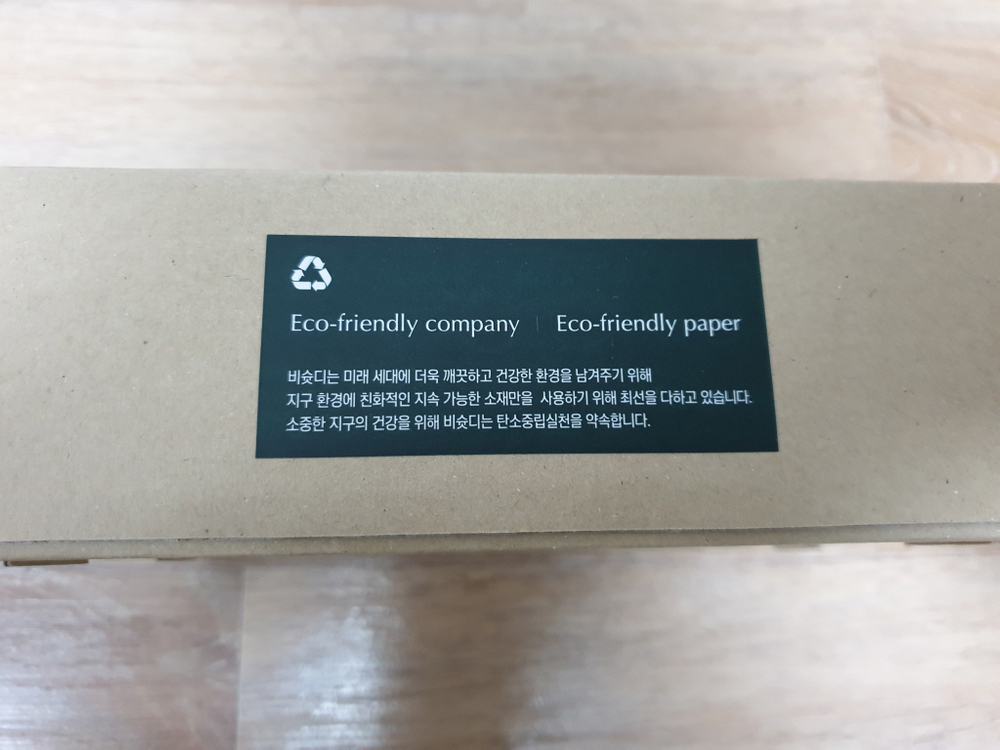 Eco-friendly company | Eco-friendly paper
비슛디는 미래 세대에 더욱 깨끗하고 건강한 환경을 남겨주기 위해
지구 환경에 친화적인 지속 가능한 소재만을 사용하기 위해 최선을 다하고 있습니다.
소중한 지구의 건강을 위해 비슛디는 탄소중립실천을 약속합니다.